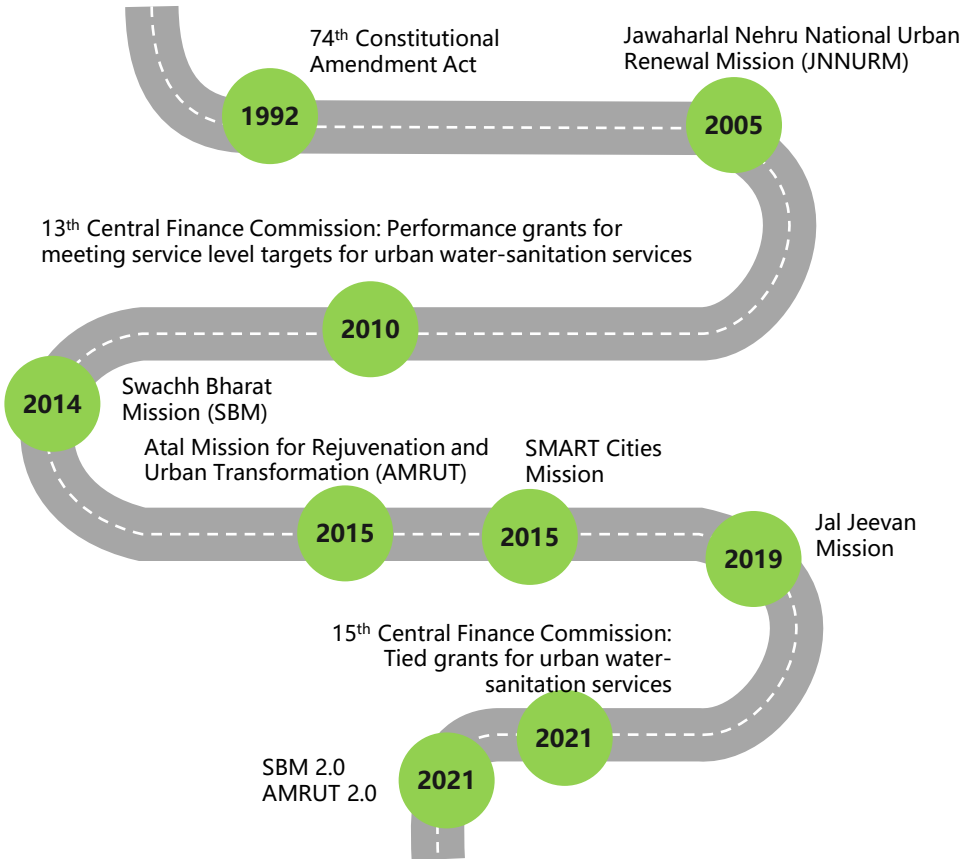 74th Constitutional
Amendment Act
1992
Jawaharlal Nehru National Urban
Renewal Mission (JNNURM)
2005
13th Central Finance Commission: Performance grants for
meeting service level targets for urban water-sanitation services
2010
2014
Swachh Bharat
Mission (SBM)
Atal Mission for Rejuvenation and
Urban Transformation (AMRUT)
2015
SMART Cities
Mission
2015
2019
Jal Jeevan
Mission
15th Central Finance Commission:
Tied grants for urban water-
sanitation services
2021
SBM 2.0
AMRUT 2.0
2021